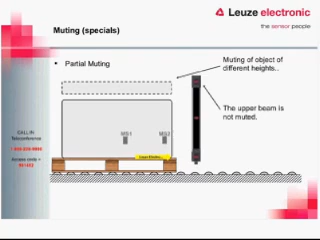 Leuze electronic
the sensor people
Muting (specials)
• Partial Muting
Muting of object of
different heights..
The upper beam is
not muted.
MS1
MS2
CALL IN
Teleconference
Access code =